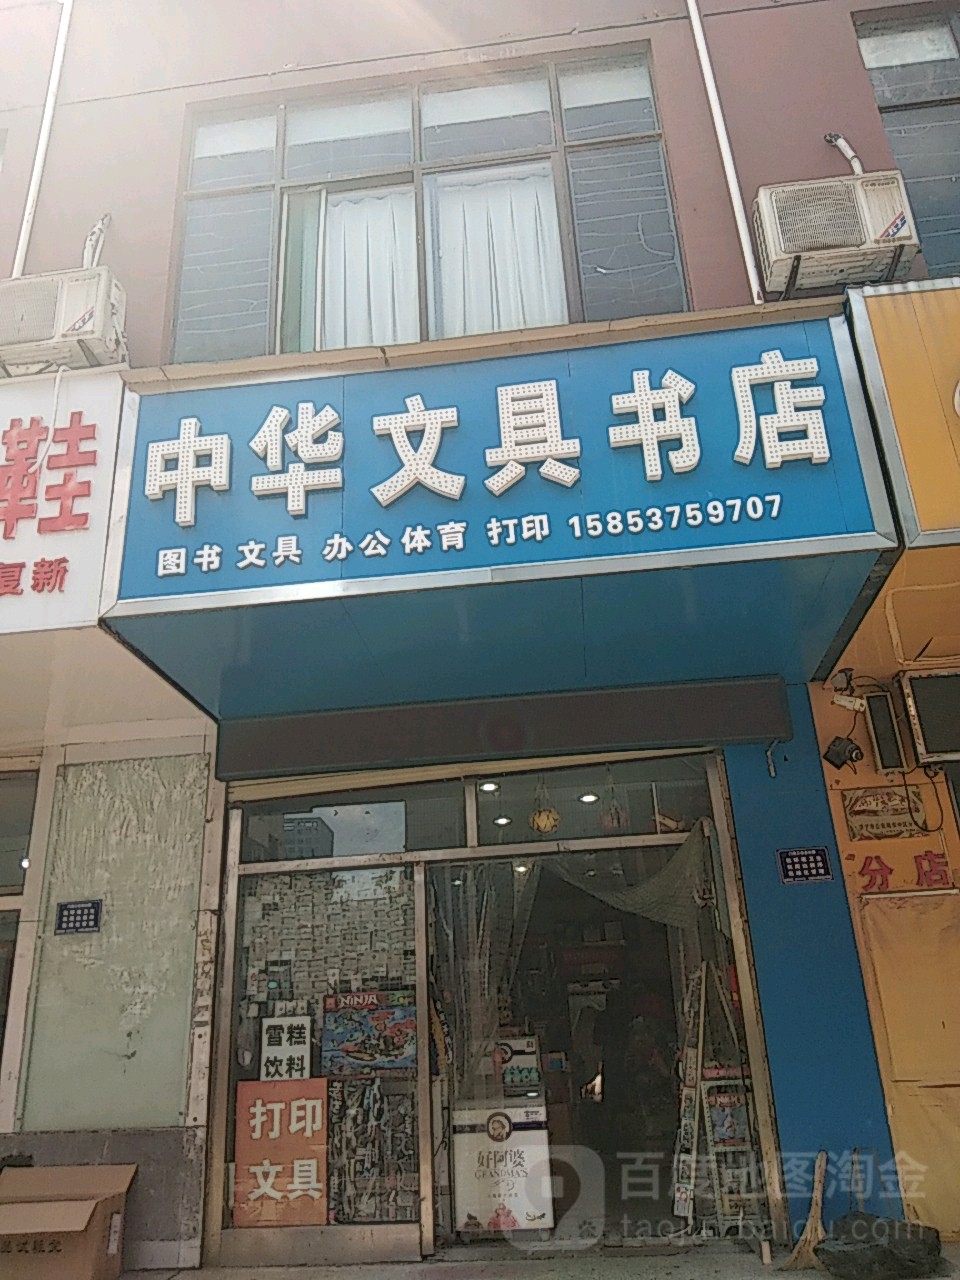 中华文具书店
图书 文具 办公体育 打印 15853759707
鞋
复新
分店
NINJA
雪糕
饮料
打印
文具
好阿婆
GRANDMA'S
百度地图淘金
taojin.baidu.com